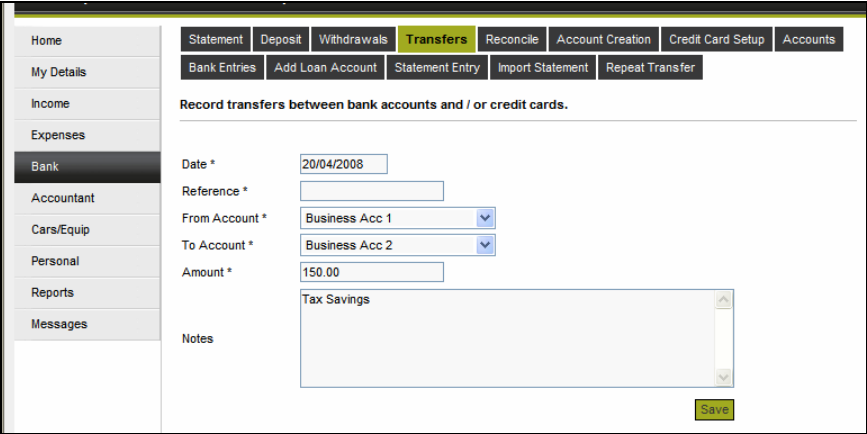 Home
My Details
Income
Expenses
Bank
Accountant
Cars/Equip
Personal
Reports
Messages
Statement Deposit Withdrawals Transfers Reconcile Account Creation Credit Card Setup Accounts
Bank Entries Add Loan Account Statement Entry Import Statement Repeat Transfer
Record transfers between bank accounts and / or credit cards.
Date * 20/04/2008
Reference *
From Account * Business Acc 1
To Account * Business Acc 2
Amount * 150.00
Notes Tax Savings
Save